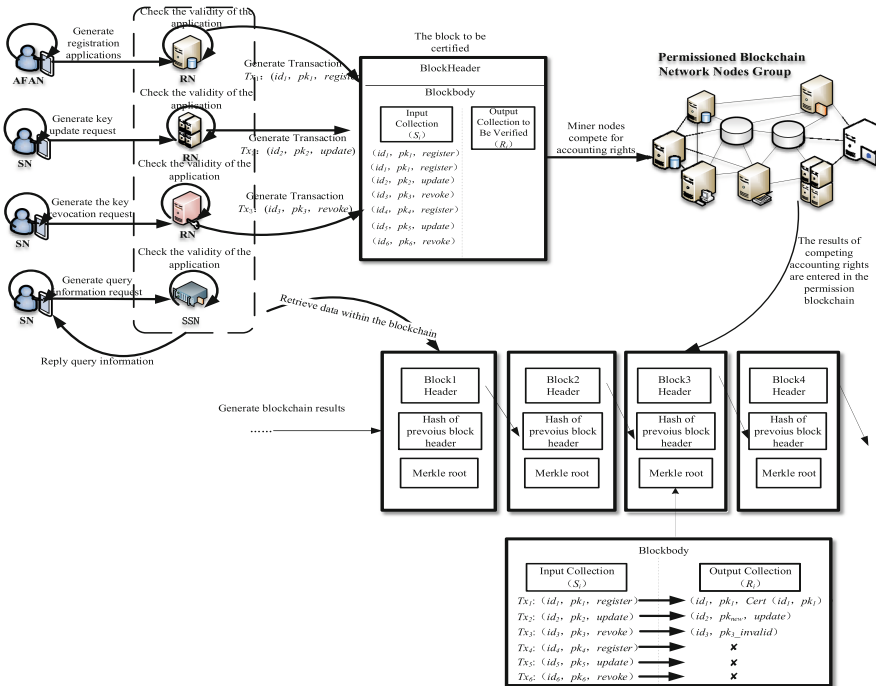 Check the validity of the
application
Generate
registration
applications
AFAN
RN
Generate Transaction
Tx1: (id1, pk1, register)
Check the validity of the
application
Generate key
update request
SN
RN
Generate Transaction
(id2, pk2, update)
Check the validity of the
application
Generate the key
revocation request
SN
RN
Generate Transaction
Tx3: (id3, pk3, revoke)
Check the validity of the
application
Generate query
information request
SN
SSN
Reply query information
The block to be
certified
BlockHeader
Blockbody
Input
Collection
(Si)
Output
Collection to
Be Verified
(Ri)
(id1, pk1, register)
(id1, pk1, register)
(id2, pk2, update)
(id3, pk3, revoke)
(id4, pk4, register)
(id5, pk5, update)
(id6, pk6, revoke)
Miner nodes
compete for
accounting rights
Permissioned Blockchain
Network Nodes Group
The results of
competing
accounting rights
are entered in the
permission
blockchain
Retrieve data within the blockchain
Generate blockchain results
......
Block1
Header
Hash of
prevoius block
header
Merkle root
Block2
Header
Hash of
prevoius block
header
Merkle root
Block3
Header
Hash of
prevoius block
header
Merkle root
Block4
Header
Hash of
prevoius block
header
Merkle root
Blockbody
Input Collection
(Si)
Output Collection
(Ri)
Tx1: (id1, pk1, register)
(id1, pk1, Cert (id1, pk1)
Tx2: (id2, pk2, update)
(id2, pknew, update)
Tx3: (id3, pk3, revoke)
(id3, pk3_invalid)
Tx4: (id4, pk4, register)
✘
Tx5: (id5, pk5, update)
✘
Tx6: (id6, pk6, revoke)
✘